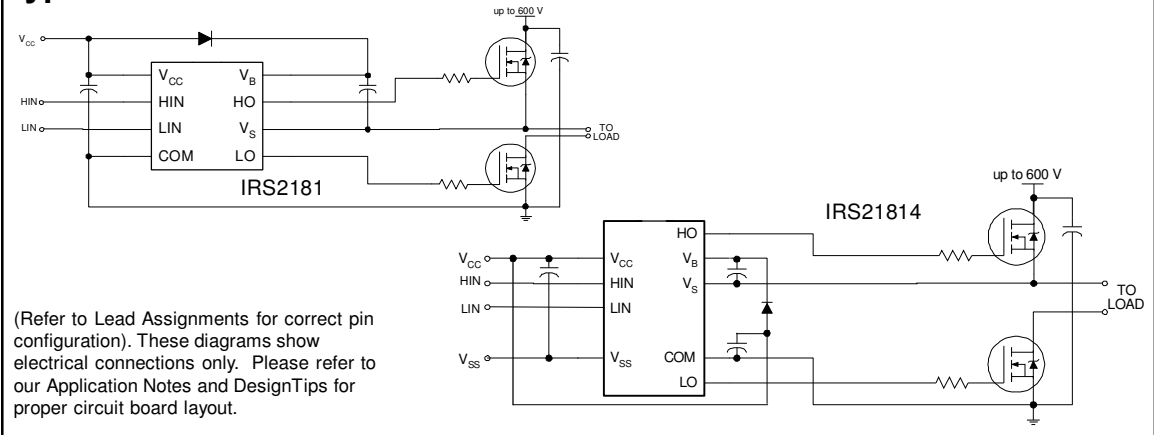 up to 600 V
VCC
VCC
VB
HIN
HIN
HO
LIN
LIN
VS
TO
LOAD
COM
LO
IRS2181
up to 600 V
IRS21814
HO
VCC
VCC
VB
HIN
HIN
VS
LIN
LIN
TO
LOAD
VSS
VSS
COM
LO
(Refer to Lead Assignments for correct pin
configuration). These diagrams show
electrical connections only. Please refer to
our Application Notes and DesignTips for
proper circuit board layout.